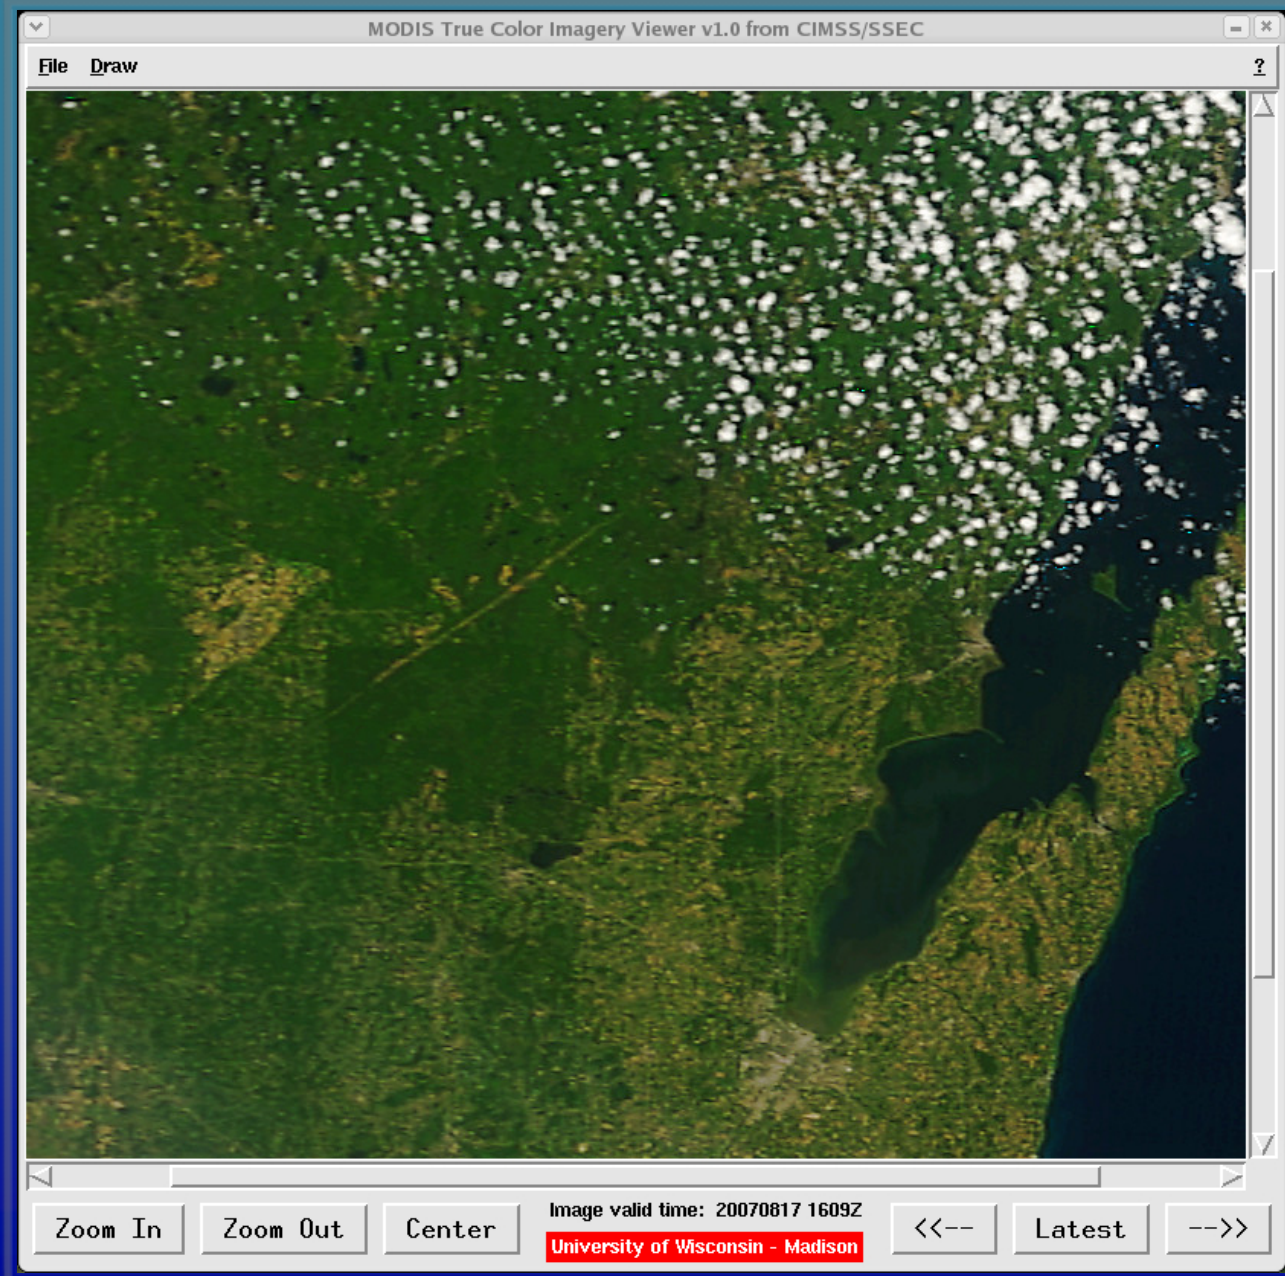 MODIS True Color Imagery Viewer v1.0 from CIMSS/SSEC
File Draw ?
Zoom In Zoom Out Center Image valid time: 20070817 1609Z <<-- Latest -->>
University of Wisconsin - Madison